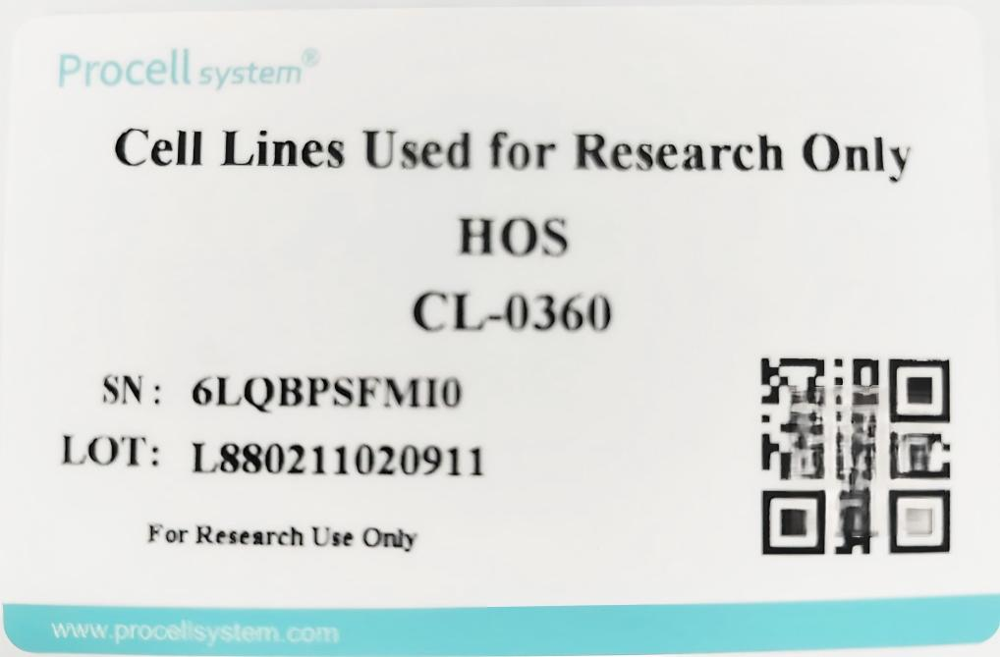 Procell system®
Cell Lines Used for Research Only
HOS
CL-0360
SN: 6LQBPSFMI0
LOT: L880211020911
For Research Use Only
www.procellsystem.com